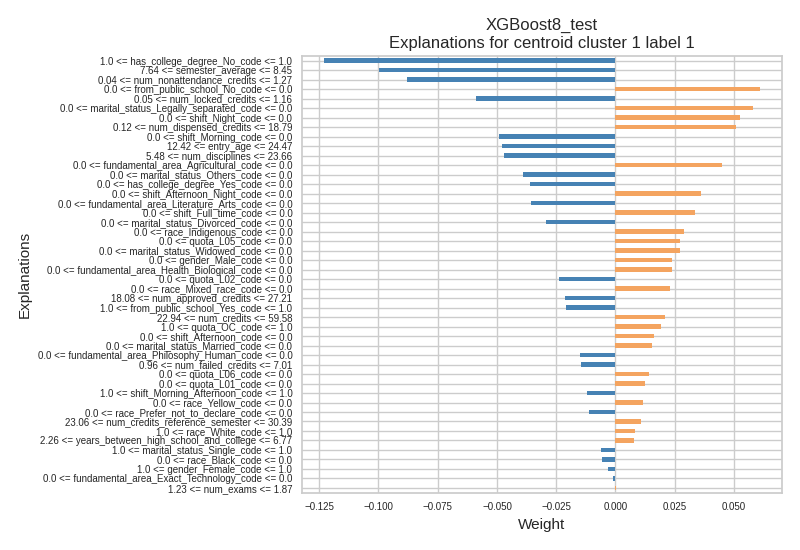 XGBoost8_test
Explanations for centroid cluster 1 label 1
1.0 <= has_college_degree_No_code <= 1.0
7.64 <= semester_average <= 8.45
0.04 <= num_nonattendance_credits <= 1.27
0.0 <= from_public_school_No_code <= 0.0
0.05 <= num_locked_credits <= 1.16
0.0 <= marital_status_Legally_separated_code <= 0.0
0.0 <= shift_Night_code <= 0.0
0.12 <= num_dispensed_credits <= 18.79
0.0 <= shift_Morning_code <= 0.0
12.42 <= entry_age <= 24.47
5.48 <= num_disciplines <= 23.66
0.0 <= fundamental_area_Agricultural_code <= 0.0
0.0 <= marital_status_Others_code <= 0.0
0.0 <= has_college_degree_Yes_code <= 0.0
0.0 <= shift_Afternoon_Night_code <= 0.0
0.0 <= fundamental_area_Literature_Arts_code <= 0.0
0.0 <= shift_Full_time_code <= 0.0
0.0 <= marital_status_Divorced_code <= 0.0
0.0 <= race_Indigenous_code <= 0.0
0.0 <= quota_L05_code <= 0.0
0.0 <= marital_status_Widowed_code <= 0.0
0.0 <= gender_Male_code <= 0.0
0.0 <= fundamental_area_Health_Biological_code <= 0.0
0.0 <= quota_L02_code <= 0.0
0.0 <= race_Mixed_race_code <= 0.0
18.08 <= num_approved_credits <= 27.21
1.0 <= from_public_school_Yes_code <= 1.0
22.94 <= num_credits <= 59.58
1.0 <= quota_OC_code <= 1.0
0.0 <= shift_Afternoon_code <= 0.0
0.0 <= marital_status_Married_code <= 0.0
0.0 <= fundamental_area_Philosophy_Human_code <= 0.0
0.96 <= num_failed_credits <= 7.01
0.0 <= quota_L06_code <= 0.0
0.0 <= quota_L01_code <= 0.0
1.0 <= shift_Morning_Afternoon_code <= 1.0
0.0 <= race_Yellow_code <= 0.0
0.0 <= race_Prefer_not_to_declare_code <= 0.0
23.06 <= num_credits_reference_semester <= 30.39
1.0 <= race_White_code <= 1.0
2.26 <= years_between_high_school_and_college <= 6.77
1.0 <= marital_status_Single_code <= 1.0
0.0 <= race_Black_code <= 0.0
1.0 <= gender_Female_code <= 1.0
0.0 <= fundamental_area_Exact_Technology_code <= 0.0
1.23 <= num_exams <= 1.87
Explanations
−0.125 −0.100 −0.075 −0.050 −0.025 0.000 0.025 0.050
Weight